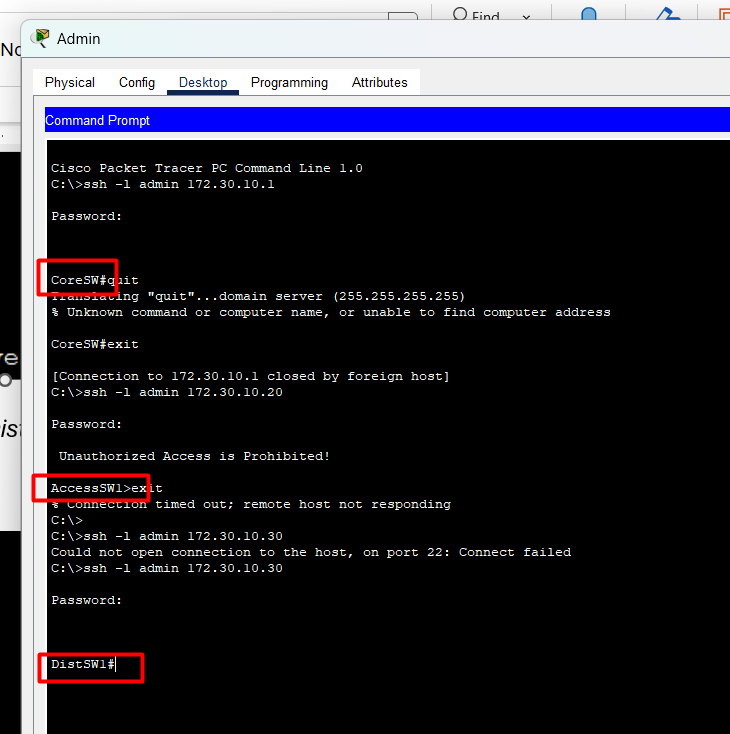 Find
No
Admin
Physical Config Desktop Programming Attributes
Command Prompt
Cisco Packet Tracer PC Command Line 1.0
C:\>ssh -l admin 172.30.10.1
Password:
CoreSW#quit
Translating "quit"...domain server (255.255.255.255)
% Unknown command or computer name, or unable to find computer address
CoreSW#exit
[Connection to 172.30.10.1 closed by foreign host]
C:\>ssh -l admin 172.30.10.20
Password:
Unauthorized Access is Prohibited!
AccessSW1>exit
% Connection timed out; remote host not responding
C:\>
C:\>ssh -l admin 172.30.10.30
Could not open connection to the host, on port 22: Connect failed
C:\>ssh -l admin 172.30.10.30
Password:
DistSW1#